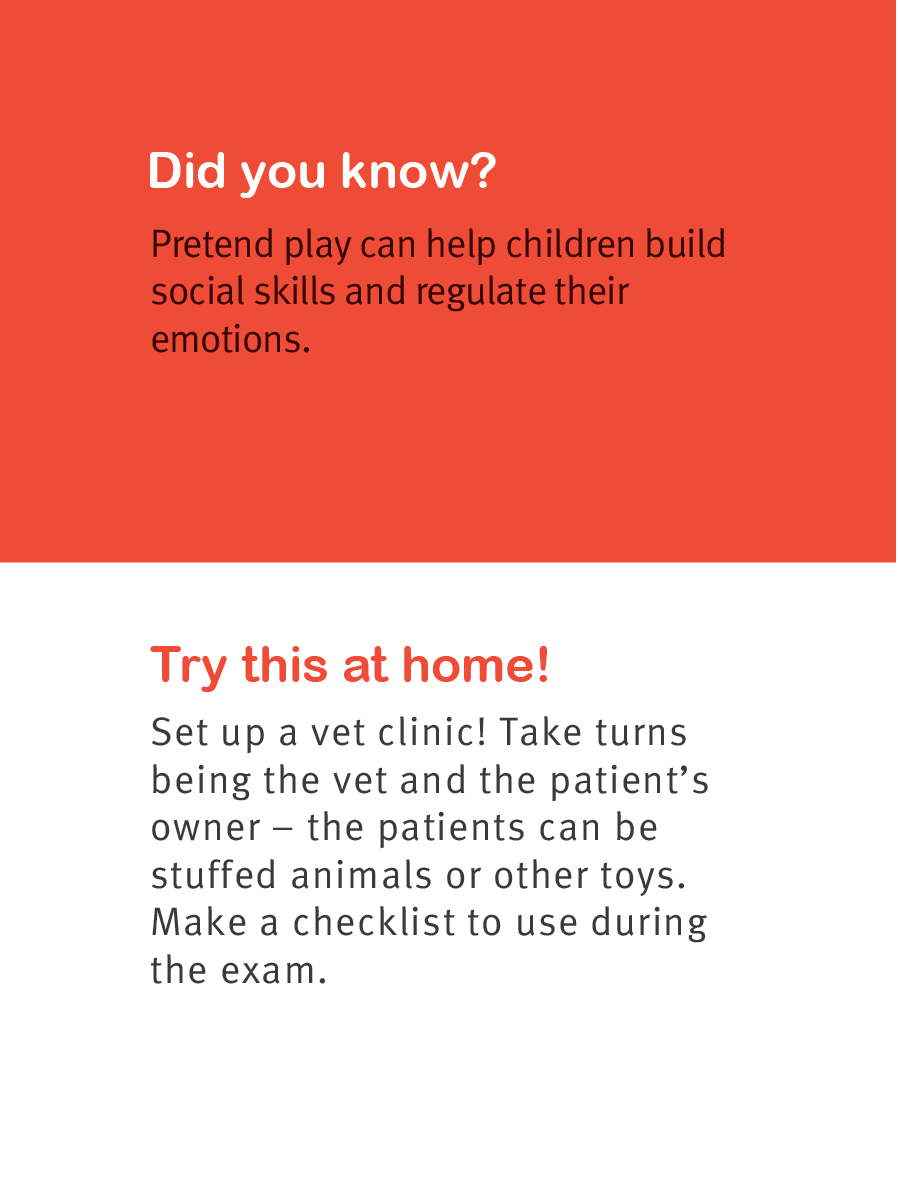 Did you know?
Pretend play can help children build
social skills and regulate their
emotions.
Try this at home!
Set up a vet clinic! Take turns
being the vet and the patient’s
owner – the patients can be
stuffed animals or other toys.
Make a checklist to use during
the exam.